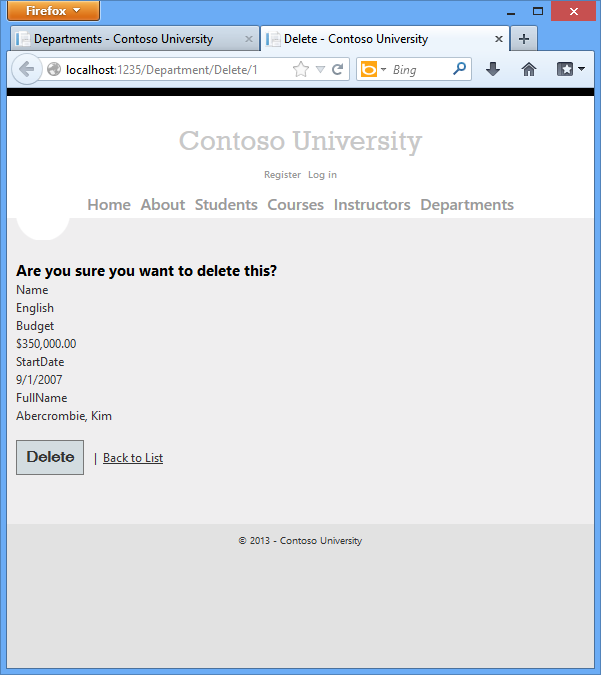 Firefox
Departments - Contoso University
Delete - Contoso University
localhost:1235/Department/Delete/1
Bing
Contoso University
Register Log in
Home About Students Courses Instructors Departments
Are you sure you want to delete this?
Name
English
Budget
$350,000.00
StartDate
9/1/2007
FullName
Abercrombie, Kim
Delete | Back to List
© 2013 - Contoso University